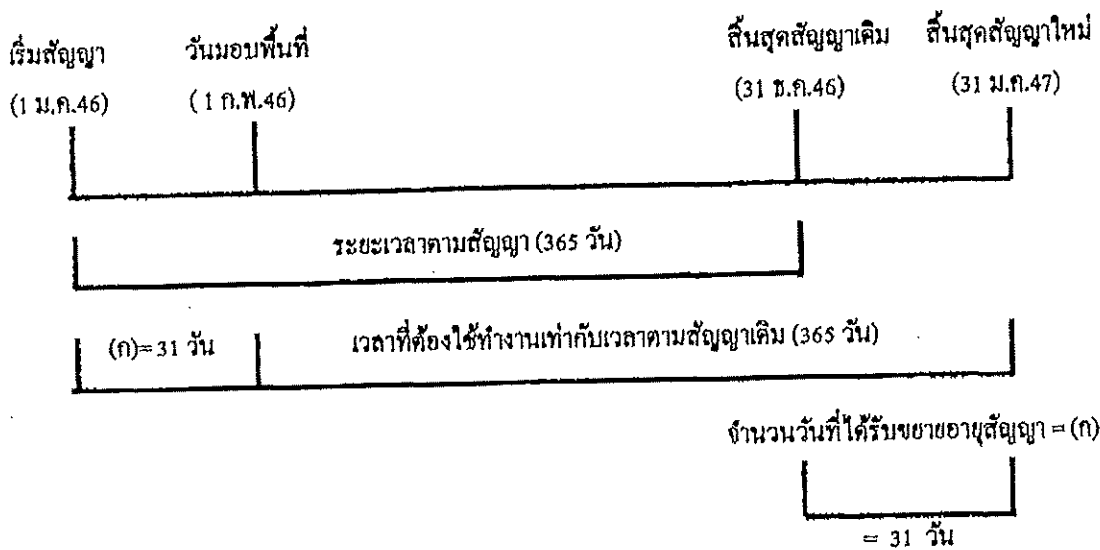 เริ่มสัญญา วันมอบพื้นที่ สิ้นสุดสัญญาเดิม สิ้นสุดสัญญาใหม่
(1 ม.ค.46) (1 ก.พ.46) (31 ธ.ค.46) (31 ม.ค.47)
ระยะเวลาตามสัญญา (365 วัน)
(ก)=31 วัน เวลาที่ต้องใช้ทำงานเท่ากับเวลาตามสัญญาเดิม (365 วัน)
จำนวนวันที่ได้รับขยายอายุสัญญา = (ก)
= 31 วัน